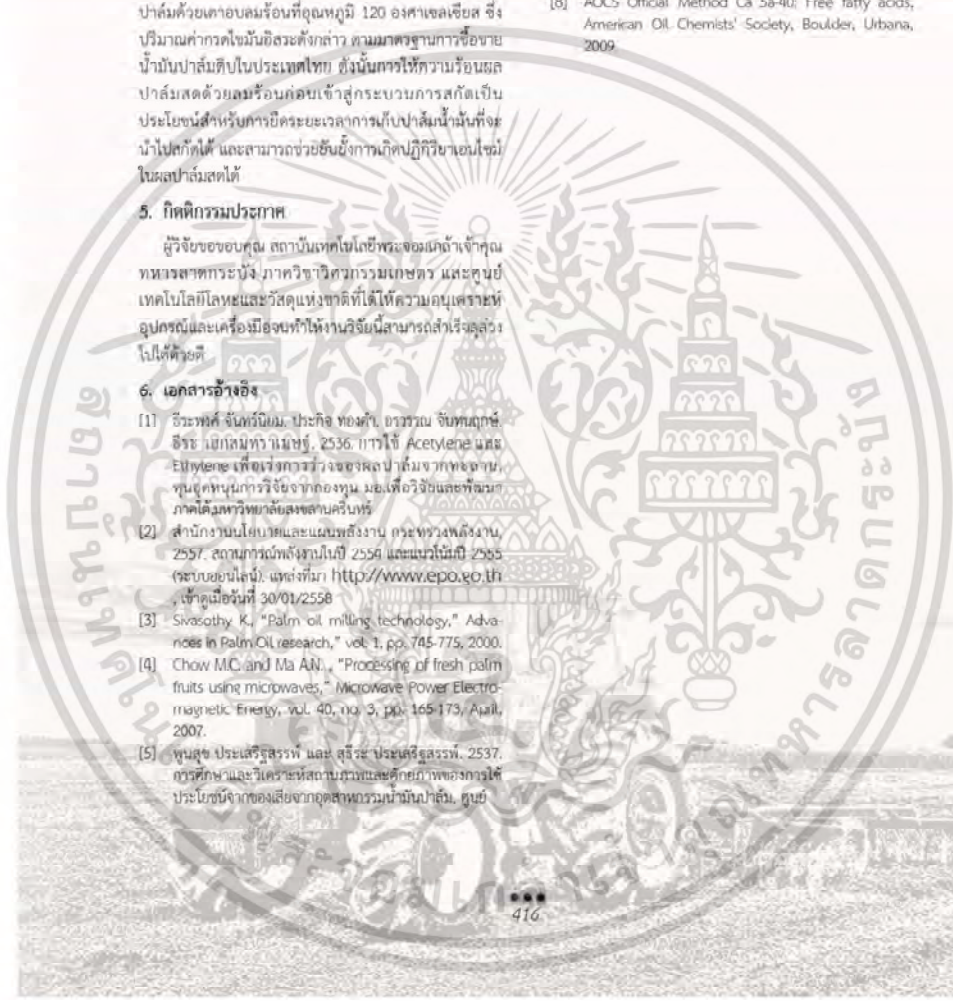 ปาล์มด้วยเตาอบลมร้อนที่อุณหภูมิ 120 องศาเซลเซียส ซึ่ง
ปริมาณค่ากรดไขมันอิสระดังกล่าว ตามมาตรฐานการซื้อขาย
น้ำมันปาล์มดิบในประเทศไทย ดังนั้นการให้ความร้อนผล
ปาล์มสดด้วยลมร้อนก่อนเข้าสู่กระบวนการสกัดเป็น
ประโยชน์สำหรับการยืดระยะเวลาการเก็บปาล์มน้ำมันที่จะ
นำไปสกัดได้ และสามารถช่วยยับยั้งการเกิดปฏิกิริยาเอนไซม์
ในผลปาล์มสดได้
5. กิตติกรรมประกาศ
ผู้วิจัยขอขอบคุณ สถาบันเทคโนโลยีพระจอมเกล้าเจ้าคุณ
ทหารลาดกระบัง ภาควิชาวิศวกรรมเกษตร และศูนย์
เทคโนโลยีโลหะและวัสดุแห่งชาติที่ได้ให้ความอนุเคราะห์
อุปกรณ์และเครื่องมือจนทำให้งานวิจัยนี้สามารถสำเร็จลุล่วง
ไปได้ด้วยดี
6. เอกสารอ้างอิง
[1] ธีระพงศ์ จันทรนิยม, ประกิจ ทองคำ, อรวรรณ จันทนฤกษ์,
ธีระ เอกสมทราเมษฐ์, 2536. การใช้ Acetylene และ
Ethylene เพื่อเร่งการร่วงของผลปาล์มจากทะลาย,
ทุนอุดหนุนการวิจัยจากกองทุน มอ.เพื่อวิจัยและพัฒนา
ภาคใต้,มหาวิทยาลัยสงขลานครินทร์
[2] สำนักงานนโยบายและแผนพลังงาน กระทรวงพลังงาน,
2557. สถานการณ์พลังงานในปี 2554 และแนวโน้มปี 2555
(ระบบออนไลน์). แหล่งที่มา http://www.epo.go.th
, เข้าดูเมื่อวันที่ 30/01/2558
[3] Sivasothy K., "Palm oil milling technology," Adva-
nces in Palm Oil research," vol. 1, pp. 745-775, 2000.
[4] Chow M.C. and Ma A.N. , "Processing of fresh palm
fruits using microwaves," Microwave Power Electro-
magnetic Energy, vol. 40, no. 3, pp. 165-173, April,
2007.
[5] พูนสุข ประเสริฐสรรพ์ และ สุธีระ ประเสริฐสรรพ์. 2537.
การศึกษาและวิเคราะห์สถานภาพและศักยภาพของการใช้
ประโยชน์จากของเสียจากอุตสาหกรรมน้ำมันปาล์ม, ศูนย์
[8] AOCS Official Method Ca 5a-40: Free fatty acids,
American Oil Chemists' Society, Boulder, Urbana,
2009
416